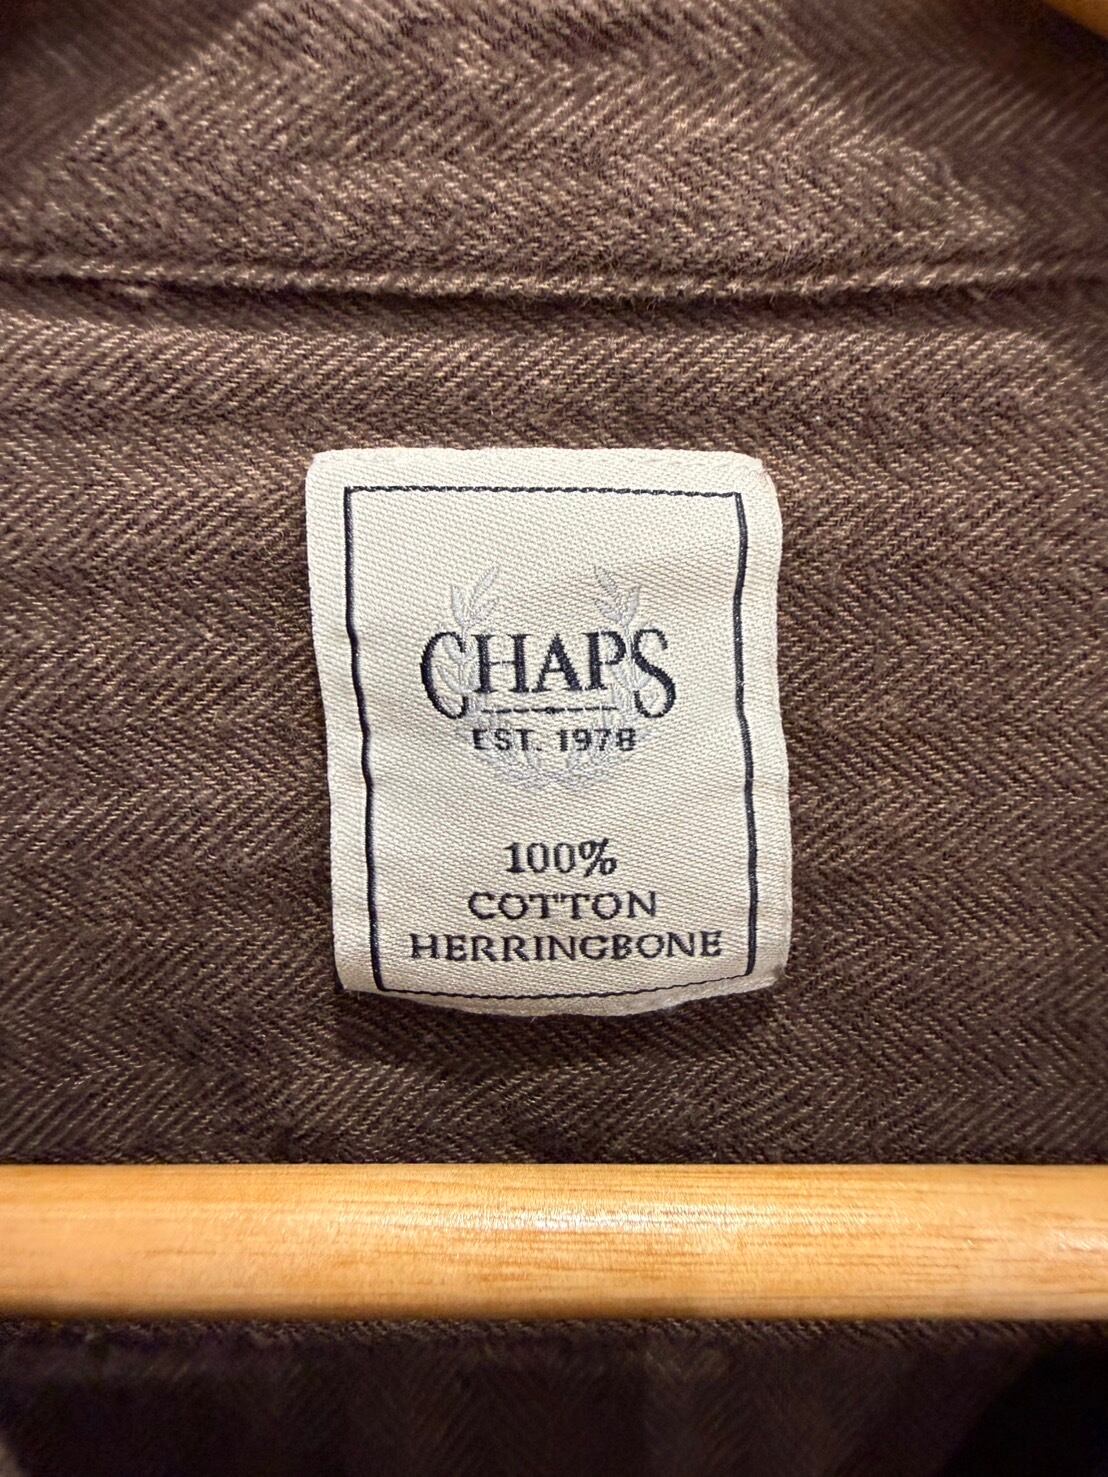 CHAPS
EST. 1978
100%
COTTON
HERRINGBONE